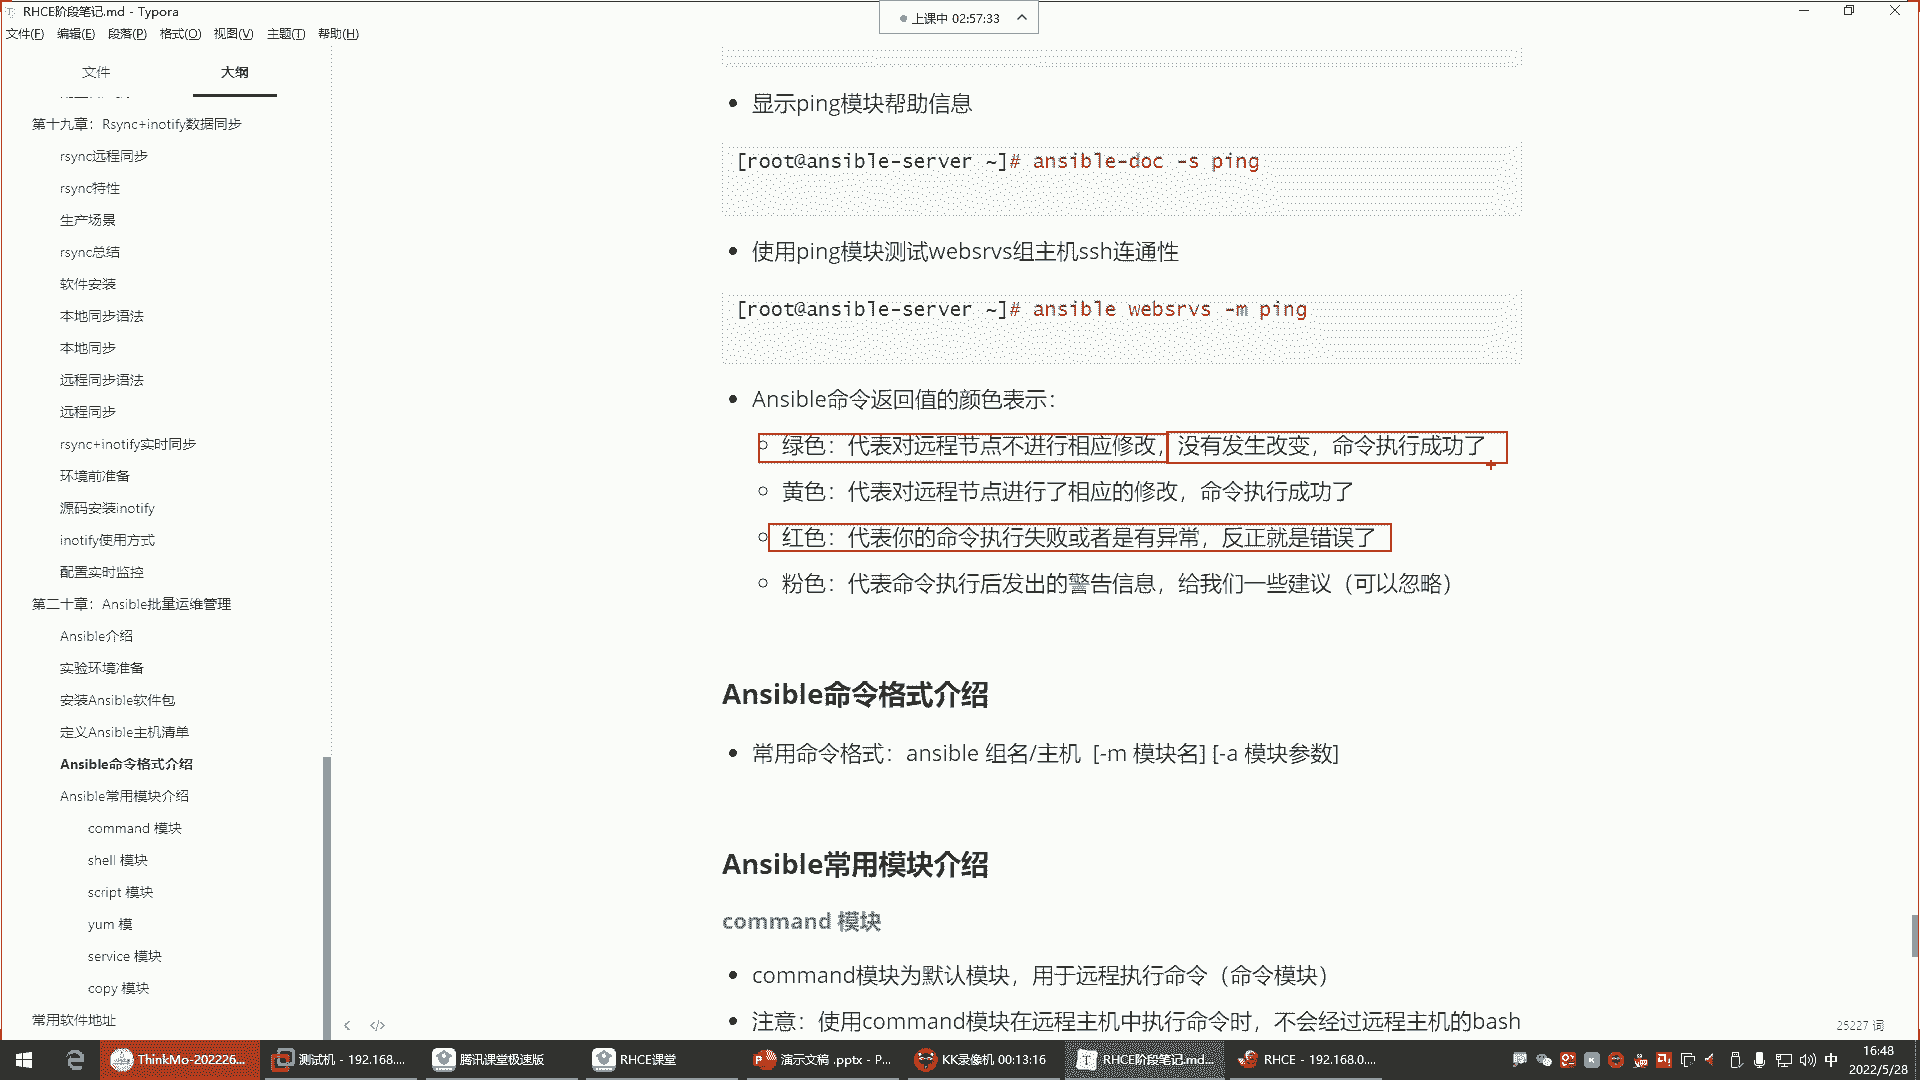 RHCE阶段笔记.md - Typora
上课中 02:57:33
文件(F) 编辑(E) 段落(P) 格式(O) 视图(V) 主题(T) 帮助(H)
文件 大纲
第十九章：Rsync+inotify数据同步
rsync远程同步
rsync特性
生产场景
rsync总结
软件安装
本地同步语法
本地同步
远程同步语法
远程同步
rsync+inotify实时同步
环境前准备
源码安装inotify
inotify使用方式
配置实时监控
第二十章：Ansible批量运维管理
Ansible介绍
实验环境准备
安装Ansible软件包
定义Ansible主机清单
Ansible命令格式介绍
Ansible常用模块介绍
command 模块
shell 模块
script 模块
yum 模
service 模块
copy 模块
常用软件地址
显示ping模块帮助信息
[root@ansible-server ~]# ansible-doc -s ping
使用ping模块测试websrvs组主机ssh连通性
[root@ansible-server ~]# ansible websrvs -m ping
Ansible命令返回值的颜色表示：
绿色：代表对远程节点不进行相应修改，没有发生改变，命令执行成功了
黄色：代表对远程节点进行了相应的修改，命令执行成功了
红色：代表你的命令执行失败或者是有异常，反正就是错误了
粉色：代表命令执行后发出的警告信息，给我们一些建议（可以忽略）
Ansible命令格式介绍
常用命令格式：ansible 组名/主机 [-m 模块名] [-a 模块参数]
Ansible常用模块介绍
command 模块
command模块为默认模块，用于远程执行命令（命令模块）
注意：使用command模块在远程主机中执行命令时，不会经过远程主机的bash
25227 词
ThinkMo-202226... 测试机 - 192.168.... 腾讯课堂极速版 RHCE课堂 演示文稿 .pptx - P... KK录像机 00:13:16 RHCE阶段笔记.md... RHCE - 192.168.0....
中
16:48
2022/5/28